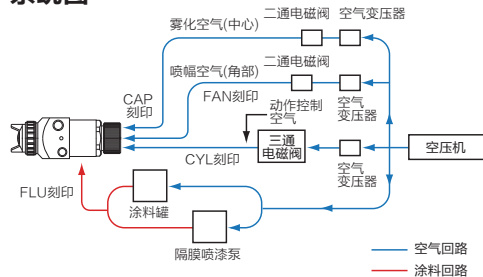 雾化空气(中心)
二通电磁阀
空气变压器
喷幅空气(角部)
二通电磁阀
CAP
刻印
FAN刻印
空气
变压器
动作控制
空气
三通
电磁阀
空压机
CYL刻印
空气
变压器
FLU刻印
涂料罐
隔膜喷漆泵
空气回路
涂料回路